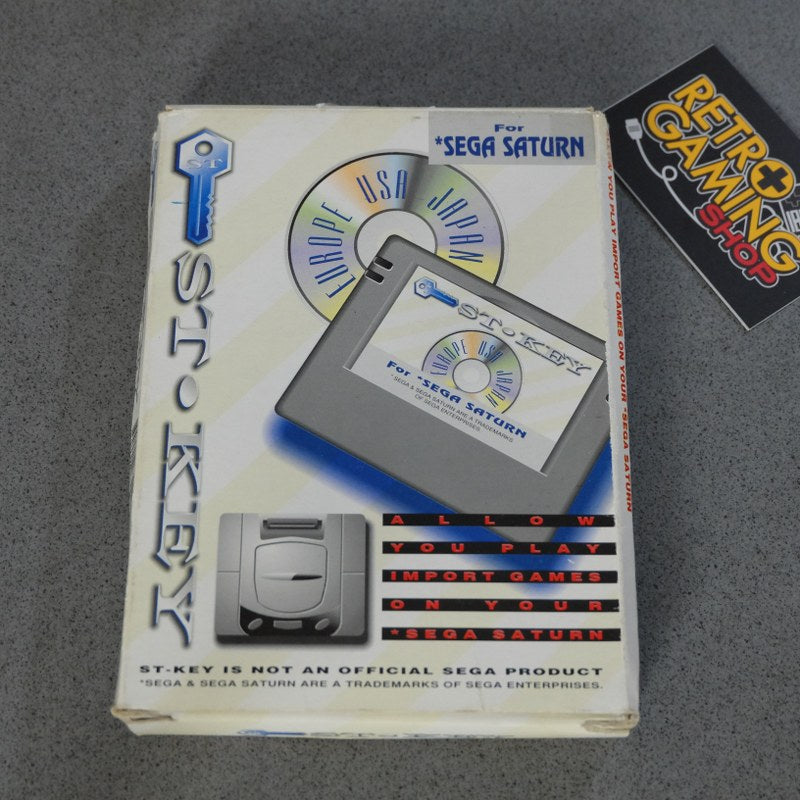 For
*SEGA SATURN
ST
ST•KEY
EUROPE USA JAPAN
ST•KEY
EUROPE USA JAPAN
For *SEGA SATURN
*SEGA & SEGA SATURN ARE A TRADEMARKS
OF SEGA ENTERPRISES.
ALLOW
YOU PLAY
iMPORT GAMES
ON YOUR
*SEGA SATURN
ST-KEY IS NOT AN OFFICIAL SEGA PRODUCT
*SEGA & SEGA SATURN ARE A TRADEMARKS OF SEGA ENTERPRISES.
YOU PLAY IMPORT GAMES ON YOUR *SEGA SATURN
ST•KEY
RETRO
GAMING
SHOP